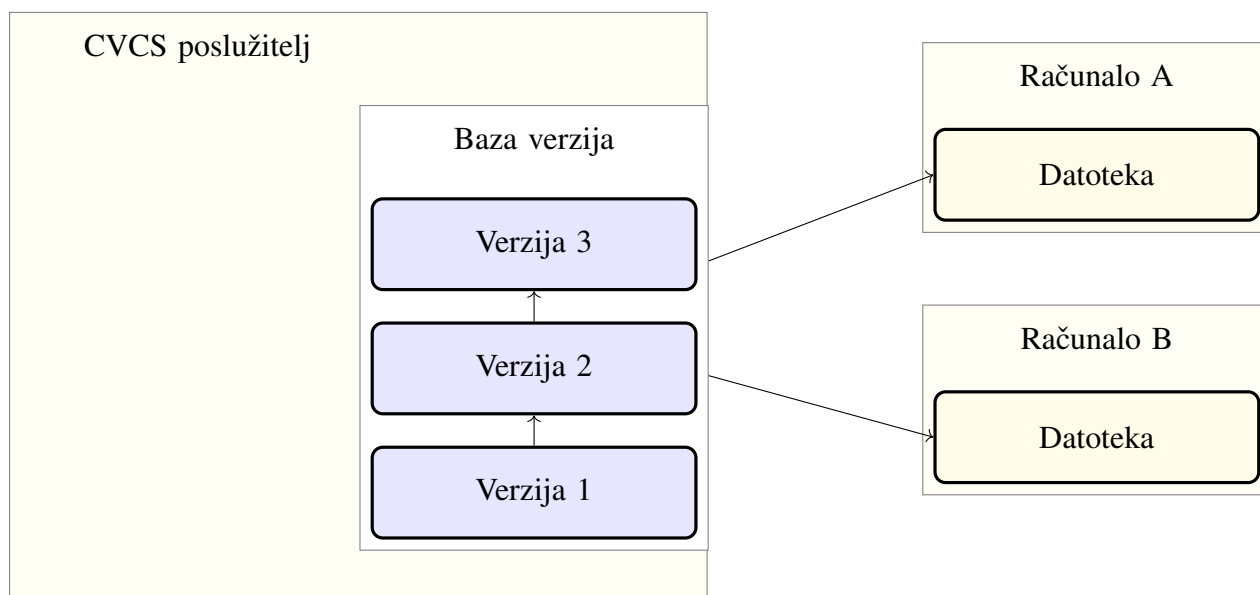 CVCS poslužitelj
Baza verzija
Verzija 3
Verzija 2
Verzija 1
Računalo A
Datoteka
Računalo B
Datoteka